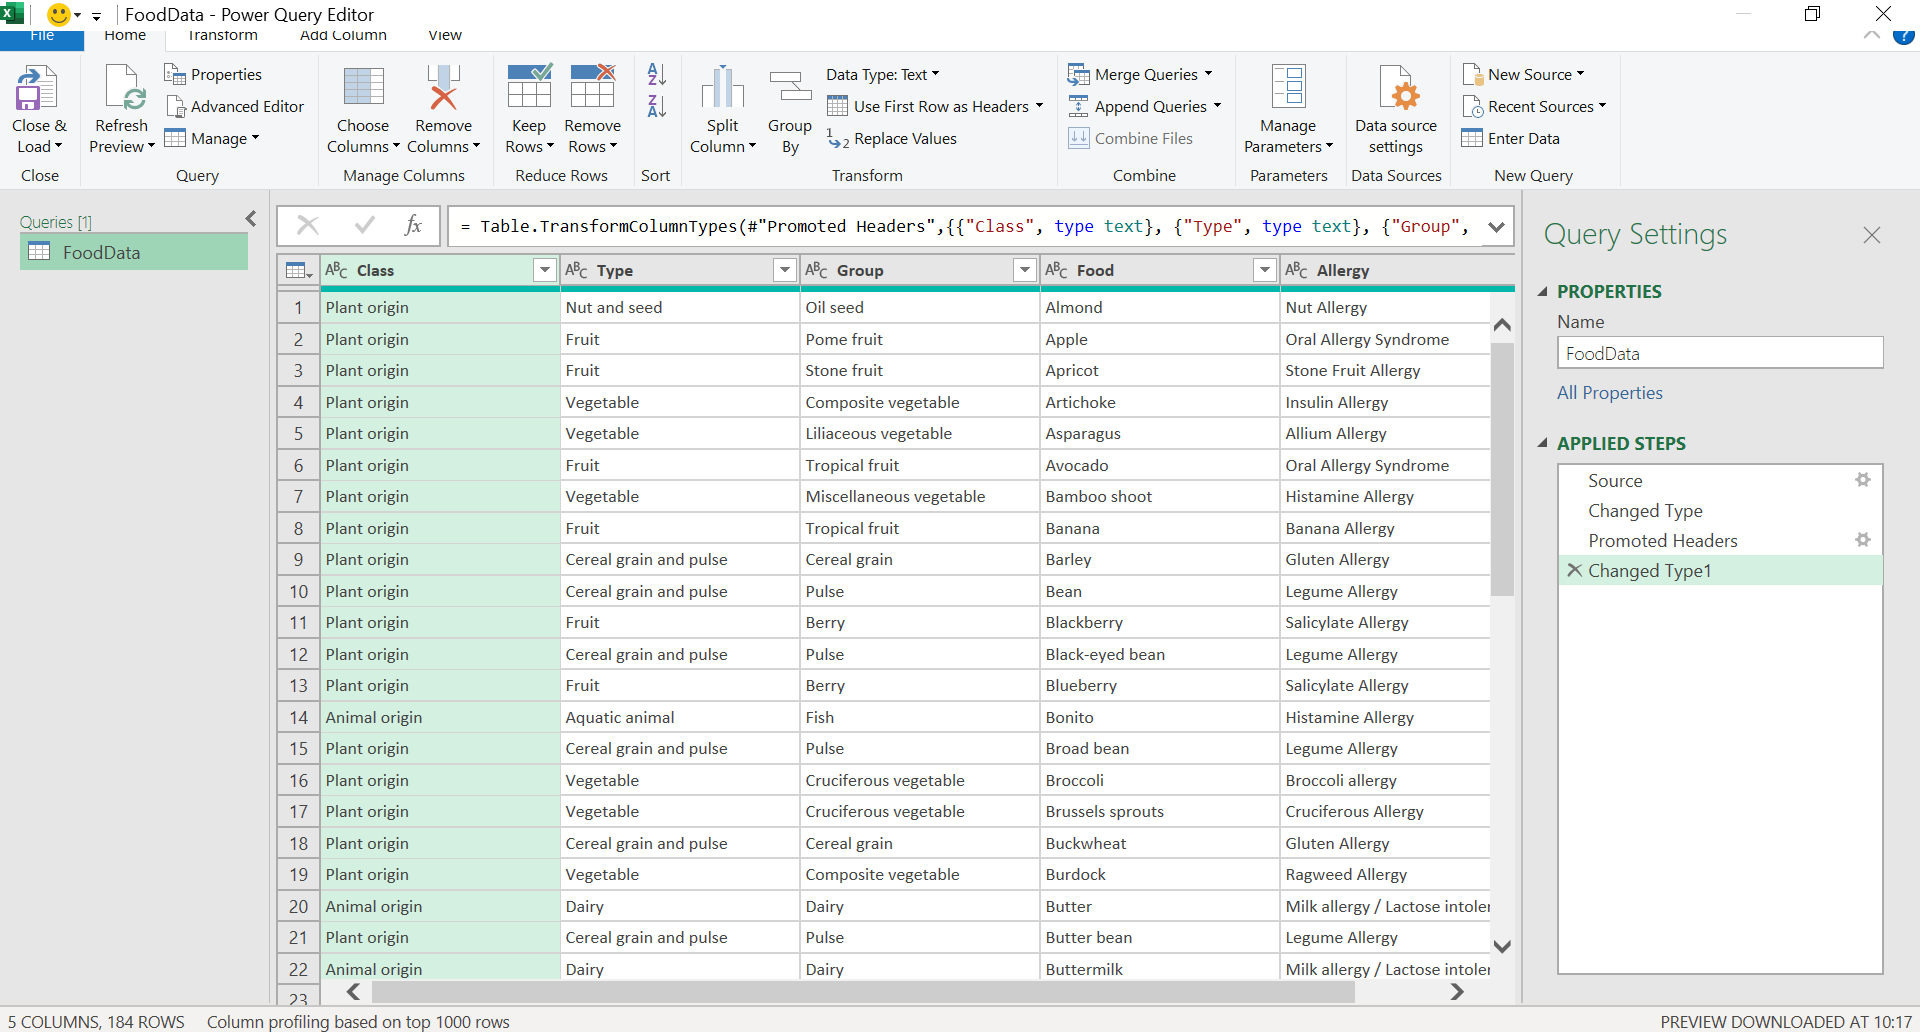 FoodData - Power Query Editor
File Home Transform Add Column View
Close & Load
Refresh Preview
Properties
Advanced Editor
Manage
Choose Columns
Remove Columns
Keep Rows
Remove Rows
A Z
Z A
Split Column
Group By
Data Type: Text
Use First Row as Headers
1 2 Replace Values
Merge Queries
Append Queries
Combine Files
Manage Parameters
Data source settings
New Source
Recent Sources
Enter Data
Close Query Manage Columns Reduce Rows Sort Transform Combine Parameters Data Sources New Query
Queries [1]
FoodData
fx = Table.TransformColumnTypes(#"Promoted Headers",{{"Class", type text}, {"Type", type text}, {"Group",
ABC Class ABC Type ABC Group ABC Food ABC Allergy
1 Plant origin Nut and seed Oil seed Almond Nut Allergy
2 Plant origin Fruit Pome fruit Apple Oral Allergy Syndrome
3 Plant origin Fruit Stone fruit Apricot Stone Fruit Allergy
4 Plant origin Vegetable Composite vegetable Artichoke Insulin Allergy
5 Plant origin Vegetable Liliaceous vegetable Asparagus Allium Allergy
6 Plant origin Fruit Tropical fruit Avocado Oral Allergy Syndrome
7 Plant origin Vegetable Miscellaneous vegetable Bamboo shoot Histamine Allergy
8 Plant origin Fruit Tropical fruit Banana Banana Allergy
9 Plant origin Cereal grain and pulse Cereal grain Barley Gluten Allergy
10 Plant origin Cereal grain and pulse Pulse Bean Legume Allergy
11 Plant origin Fruit Berry Blackberry Salicylate Allergy
12 Plant origin Cereal grain and pulse Pulse Black-eyed bean Legume Allergy
13 Plant origin Fruit Berry Blueberry Salicylate Allergy
14 Animal origin Aquatic animal Fish Bonito Histamine Allergy
15 Plant origin Cereal grain and pulse Pulse Broad bean Legume Allergy
16 Plant origin Vegetable Cruciferous vegetable Broccoli Broccoli allergy
17 Plant origin Vegetable Cruciferous vegetable Brussels sprouts Cruciferous Allergy
18 Plant origin Cereal grain and pulse Cereal grain Buckwheat Gluten Allergy
19 Plant origin Vegetable Composite vegetable Burdock Ragweed Allergy
20 Animal origin Dairy Dairy Butter Milk allergy / Lactose intoler
21 Plant origin Cereal grain and pulse Pulse Butter bean Legume Allergy
22 Animal origin Dairy Dairy Buttermilk Milk allergy / Lactose intoler
23
Query Settings
PROPERTIES
Name
FoodData
All Properties
APPLIED STEPS
Source
Changed Type
Promoted Headers
Changed Type1
5 COLUMNS, 184 ROWS Column profiling based on top 1000 rows
PREVIEW DOWNLOADED AT 10:17